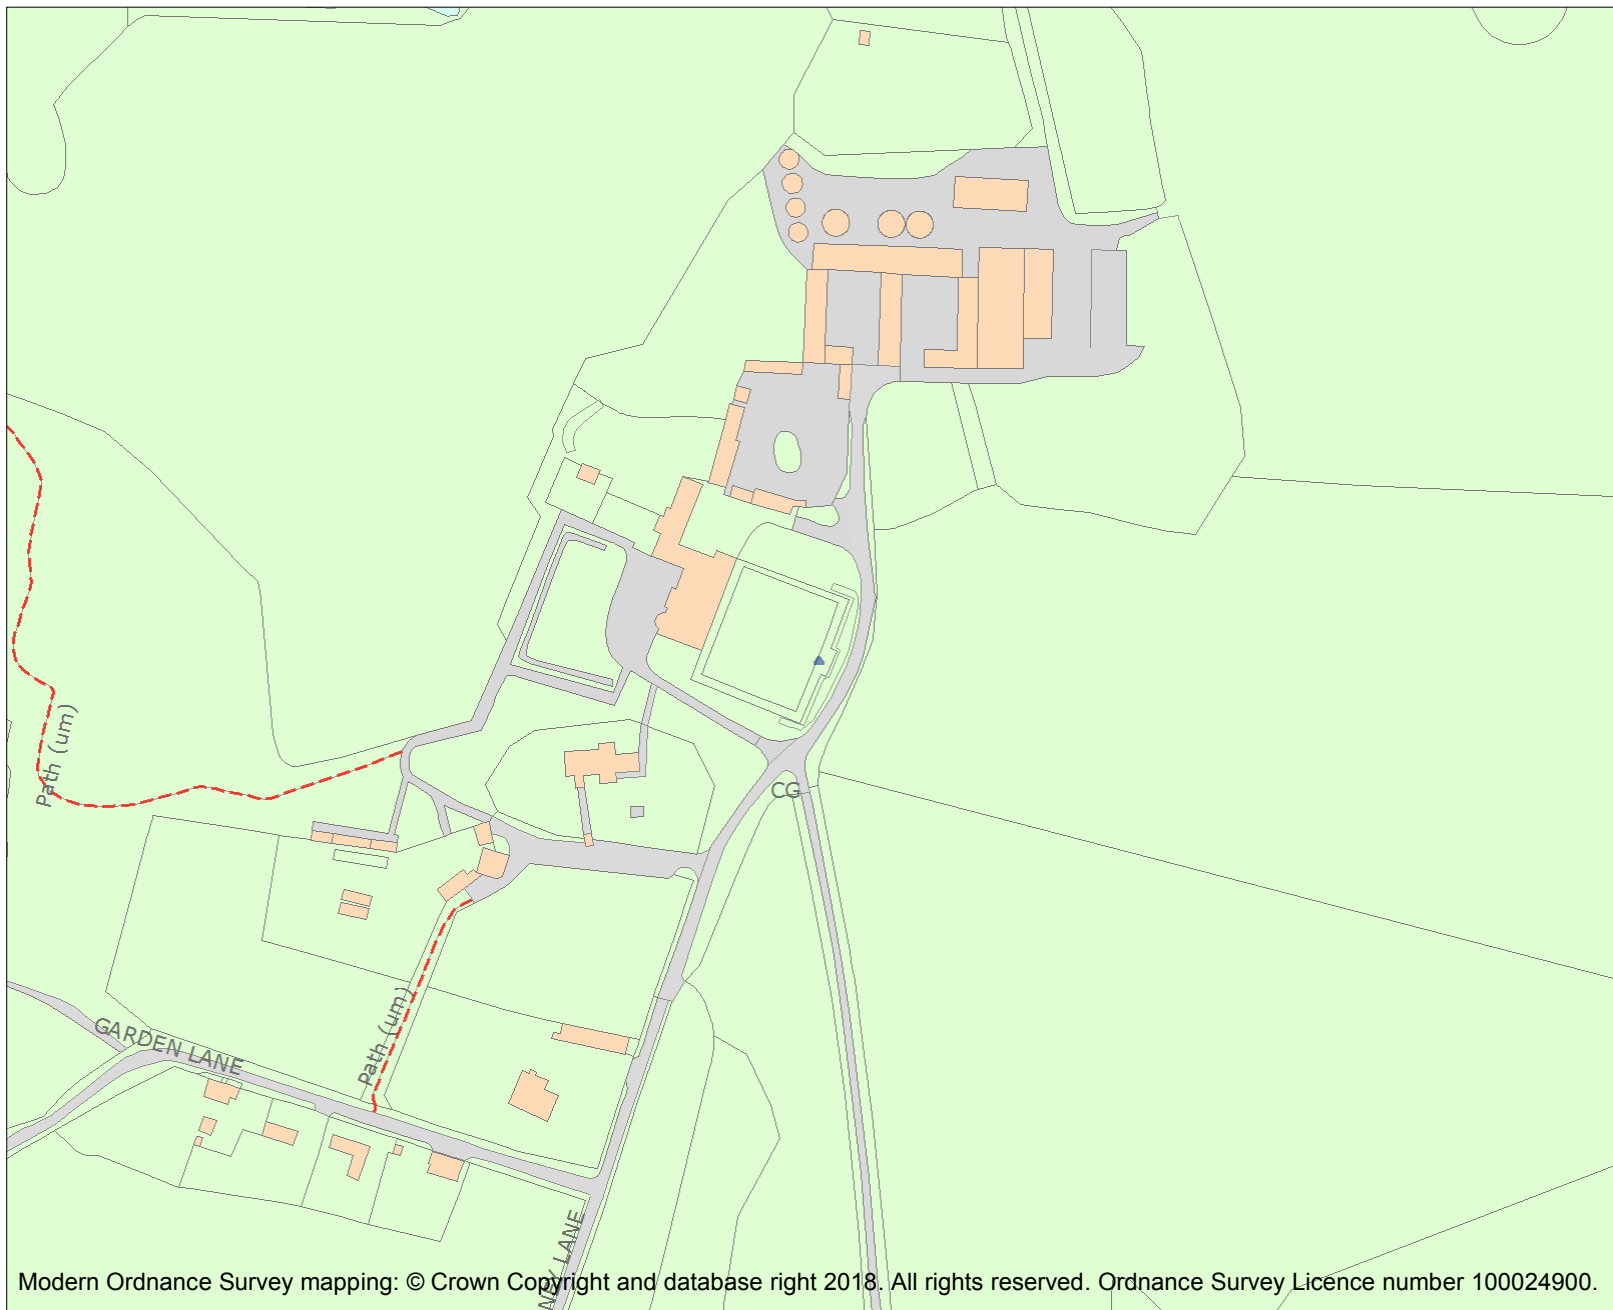 Path (um)
CG
Path (um)
GARDEN LANE
LANE
Modern Ordnance Survey mapping: © Crown Copyright and database right 2018. All rights reserved. Ordnance Survey Licence number 100024900.